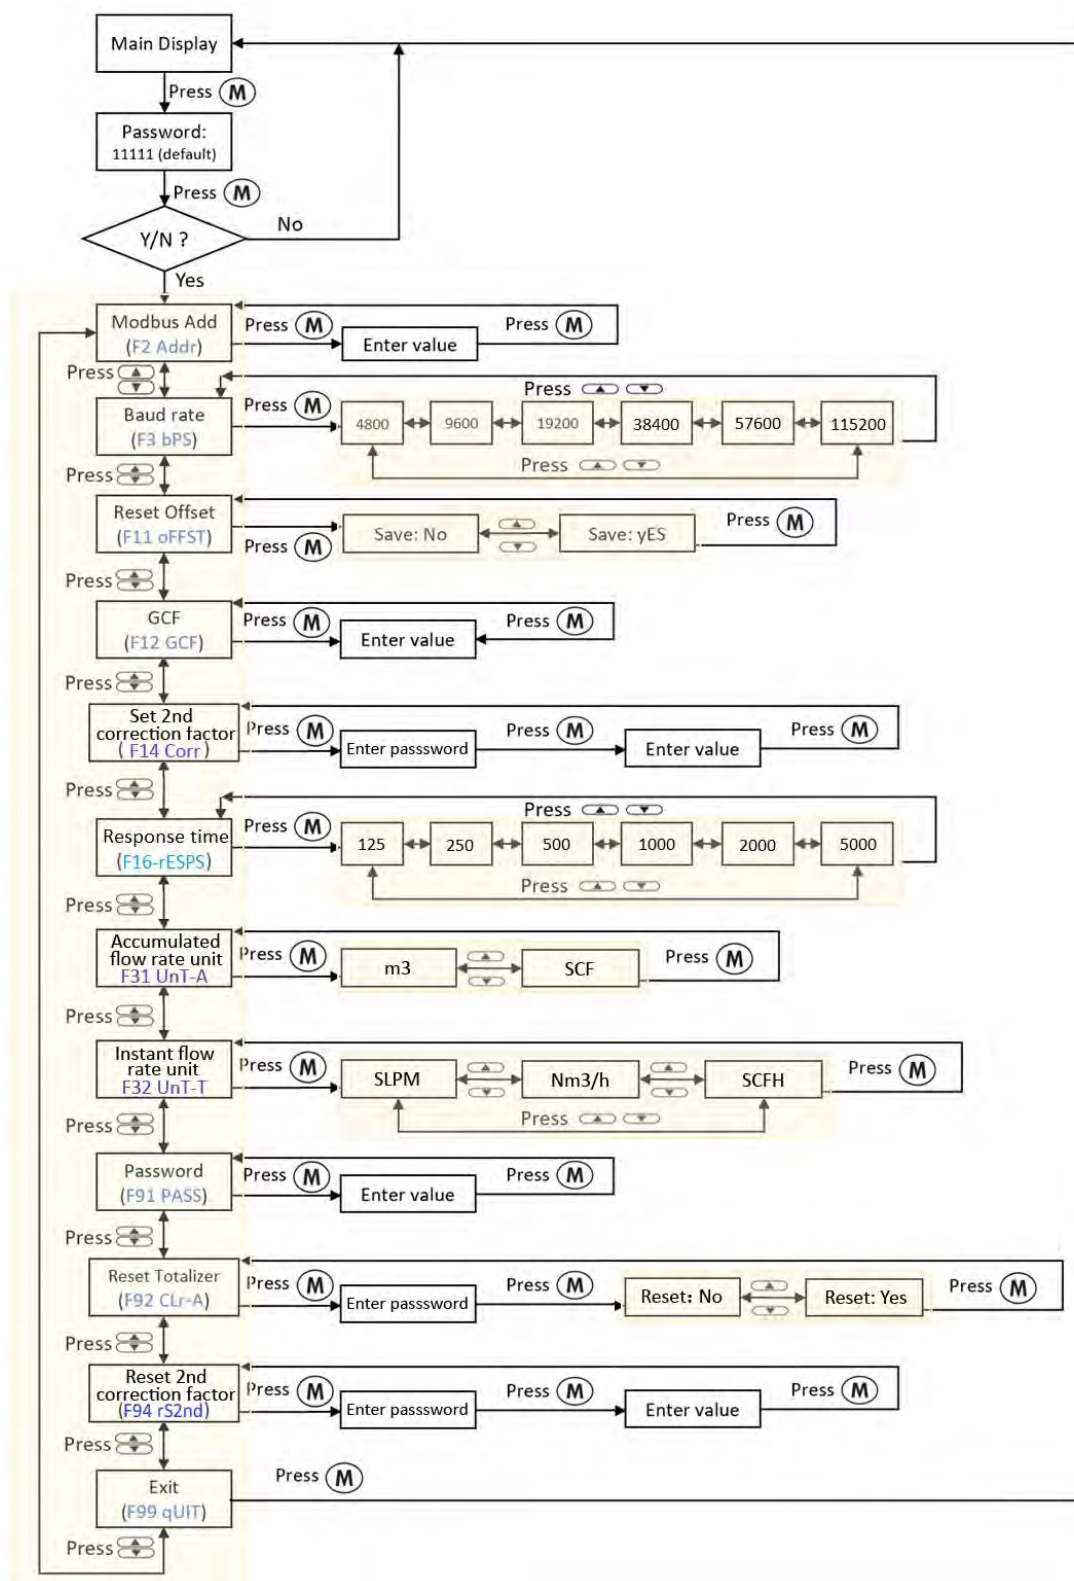 Main Display
Press M
Password:
11111 (default)
Press M
Y/N ?
No
Yes
Modbus Add
(F2 Addr)
Press M
Enter value
Press M
Press
Baud rate
(F3 bPS)
Press M
Press
4800
9600
19200
38400
57600
115200
Press
Press
Reset Offset
(F11 oFFST)
Press M
Save: No
Save: yES
Press M
Press
GCF
(F12 GCF)
Press M
Enter value
Press M
Press
Set 2nd
correction factor
( F14 Corr )
Press M
Enter passsword
Press M
Enter value
Press M
Press
Response time
(F16-rESPS)
Press M
Press
125
250
500
1000
2000
5000
Press
Press
Accumulated
flow rate unit
F31 UnT-A
Press M
m3
SCF
Press M
Press
Instant flow
rate unit
F32 UnT-T
Press M
SLPM
Nm3/h
SCFH
Press M
Press
Press
Password
(F91 PASS)
Press M
Enter value
Press M
Press
Reset Totalizer
(F92 CLr-A)
Press M
Enter password
Press M
Reset: No
Reset: Yes
Press M
Press
Reset 2nd
correction factor
(F94 rS2nd)
Press M
Enter passsword
Press M
Enter value
Press M
Press
Exit
(F99 qUIT)
Press M
Press